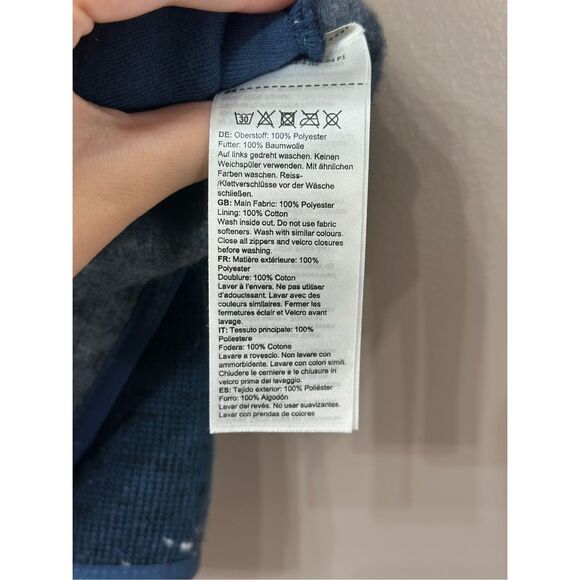 30
DE: Oberstoff: 100% Polyester
Futter: 100% Baumwolle
Auf links gedreht waschen. Keinen
Weichspüler verwenden. Mit ähnlichen
Farben waschen. Reiss-
/Klettverschlüsse vor der Wäsche
schließen.
GB: Main Fabric: 100% Polyester
Lining: 100% Cotton
Wash inside out. Do not use fabric
softeners. Wash with similar colours.
Close all zippers and velcro closures
before washing.
FR: Matière extérieure: 100%
Polyester
Doublure: 100% Coton
Laver à l'envers. Ne pas utiliser
d'adoucissant. Laver avec des
couleurs similaires. Fermer les
fermetures éclair et Velcro avant
lavage.
IT: Tessuto principale: 100%
Poliestere
Fodera: 100% Cotone
Lavare a rovescio. Non lavare con
ammorbidente. Lavare con colori simili.
Chiudere le cerniere e le chiusure in
velcro prima del lavaggio.
ES: Tejido exterior: 100% Poliéster
Forro: 100% Algodón
Lavar del revés. No usar suavizantes.
Lavar con prendas de colores